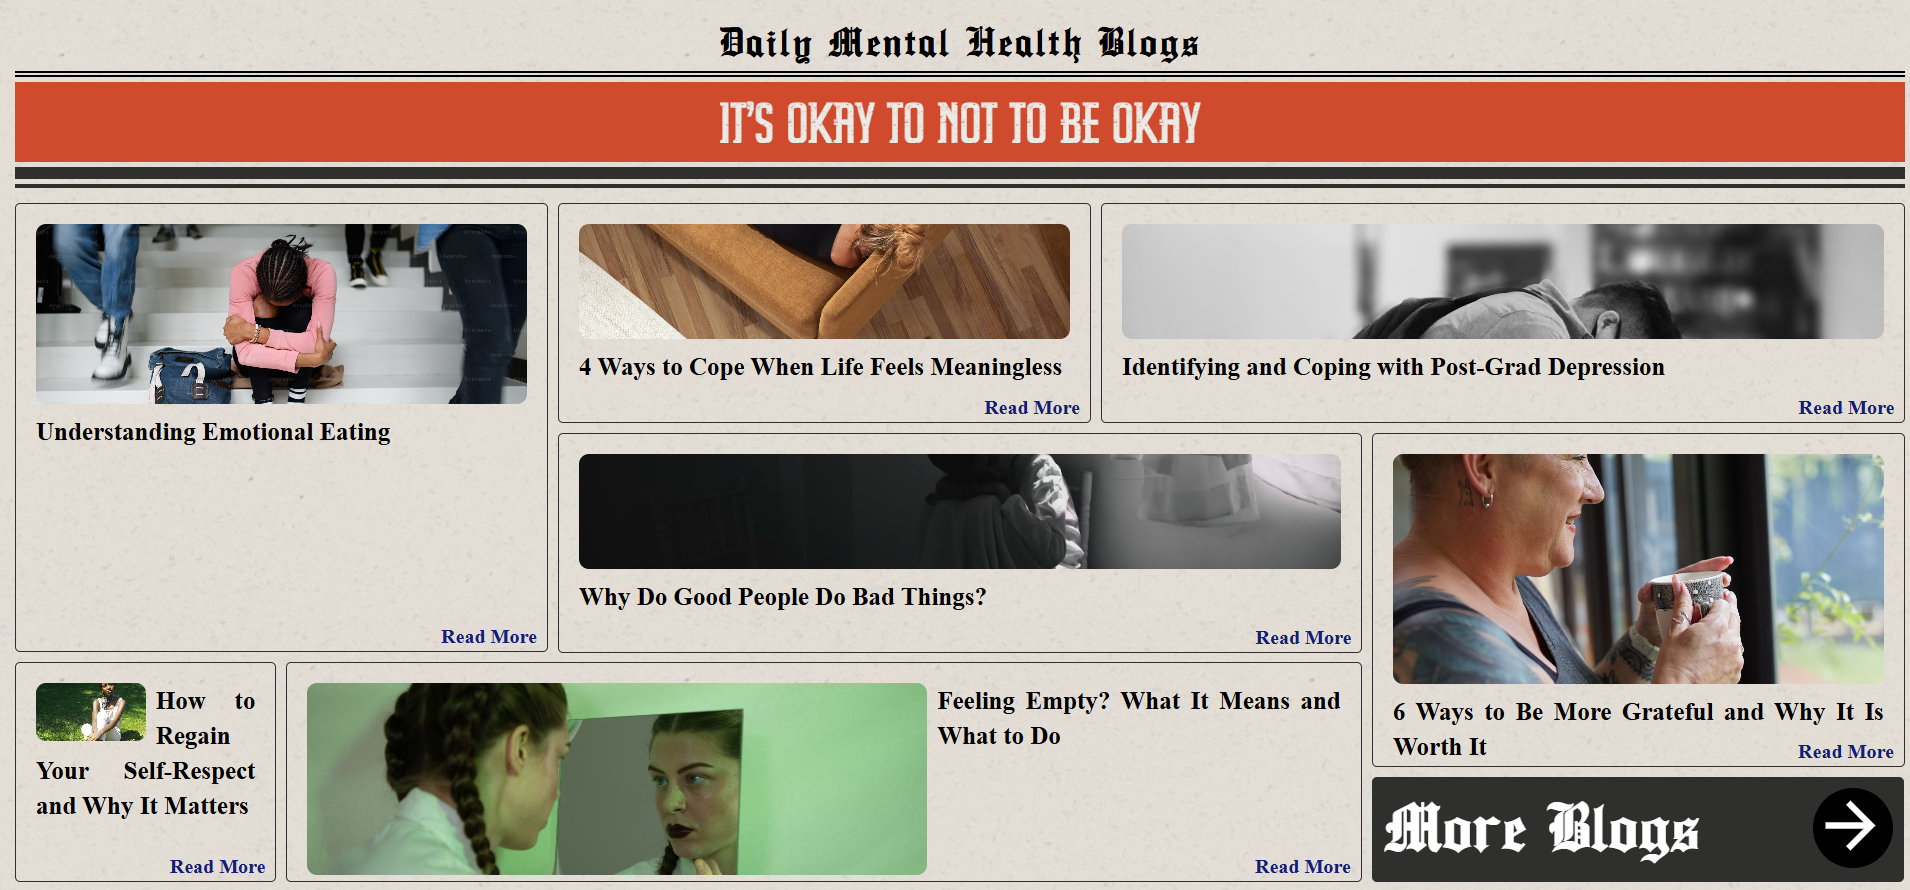 Daily Mental Health Blogs
IT'S OKAY TO NOT TO BE OKAY
Understanding Emotional Eating
Read More
4 Ways to Cope When Life Feels Meaningless
Read More
Identifying and Coping with Post-Grad Depression
Read More
Why Do Good People Do Bad Things?
Read More
6 Ways to Be More Grateful and Why It Is
Worth It
Read More
How to
Regain
Your Self-Respect
and Why It Matters
Read More
Feeling Empty? What It Means and
What to Do
Read More
More Blogs